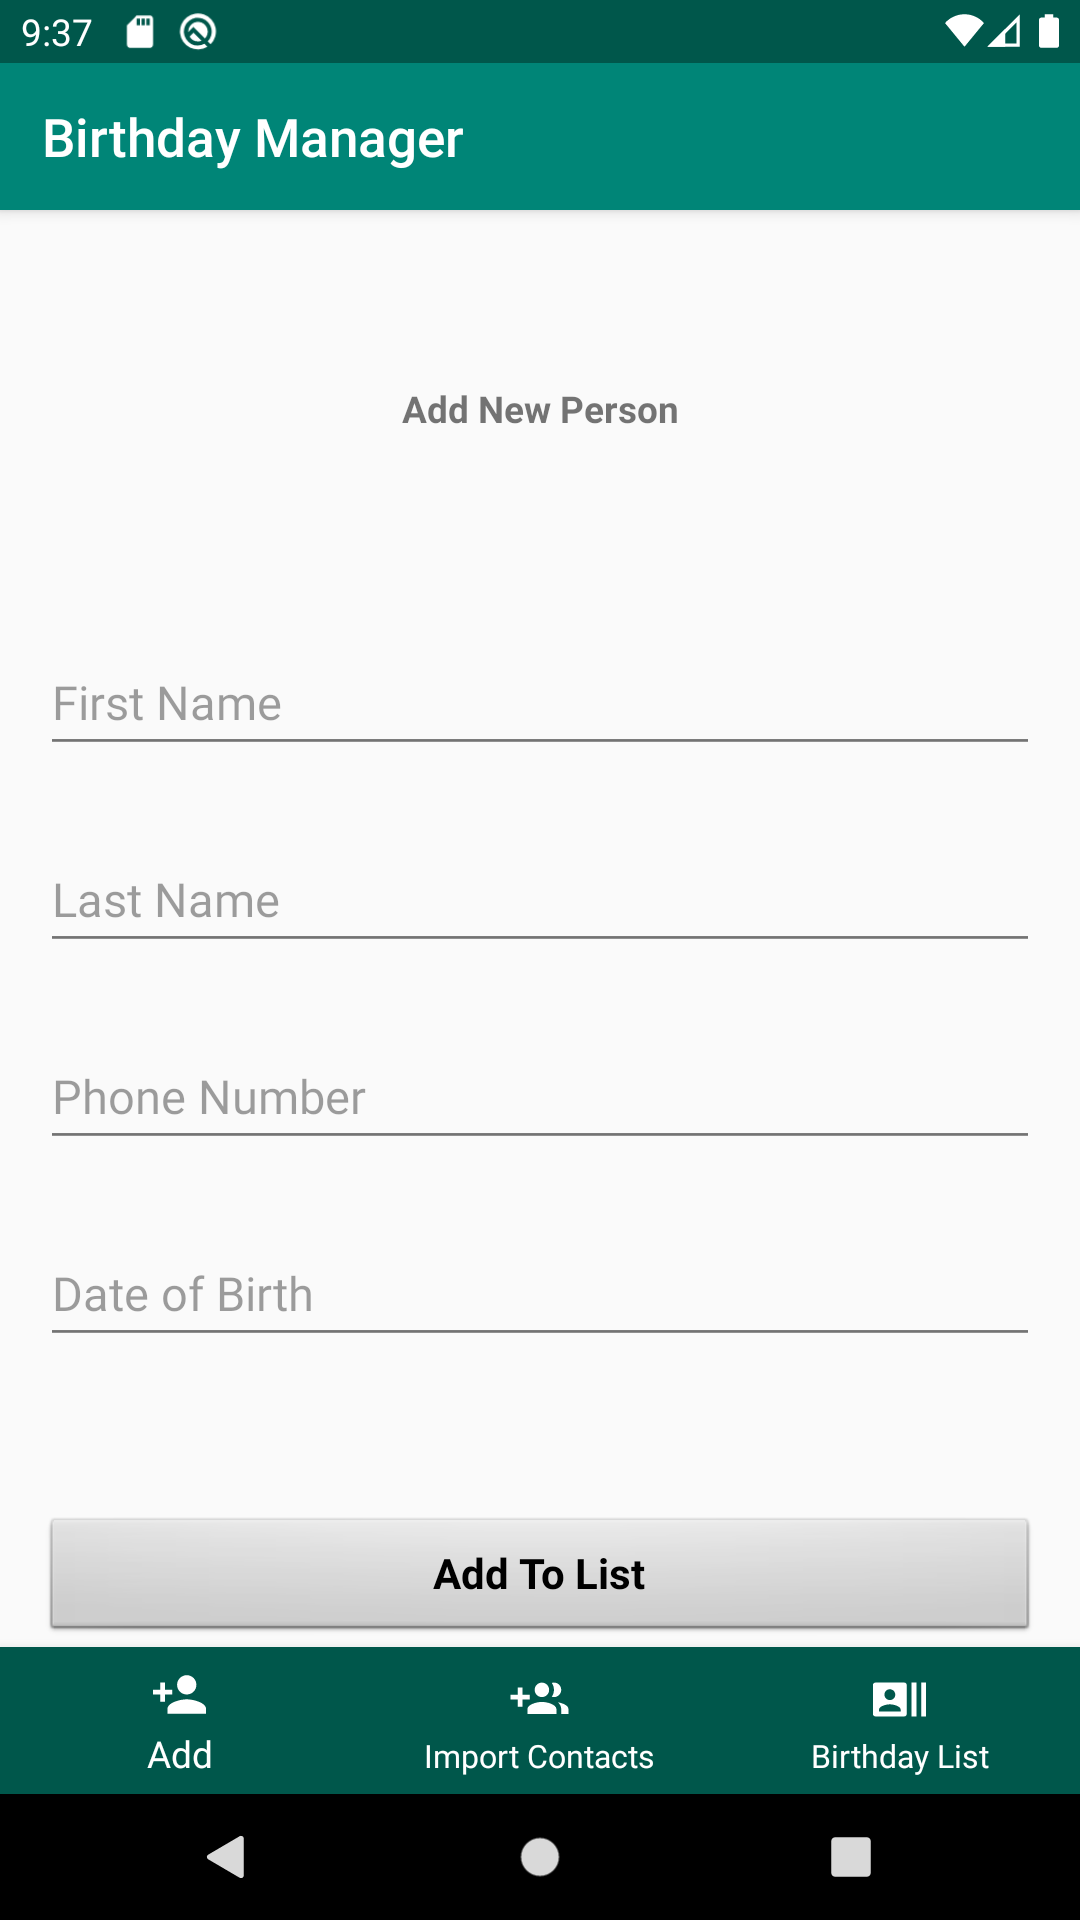 9:37
Birthday Manager
Add New Person
First Name
Last Name
Phone Number
Date of Birth
Add To List
Add
Import Contacts
Birthday List